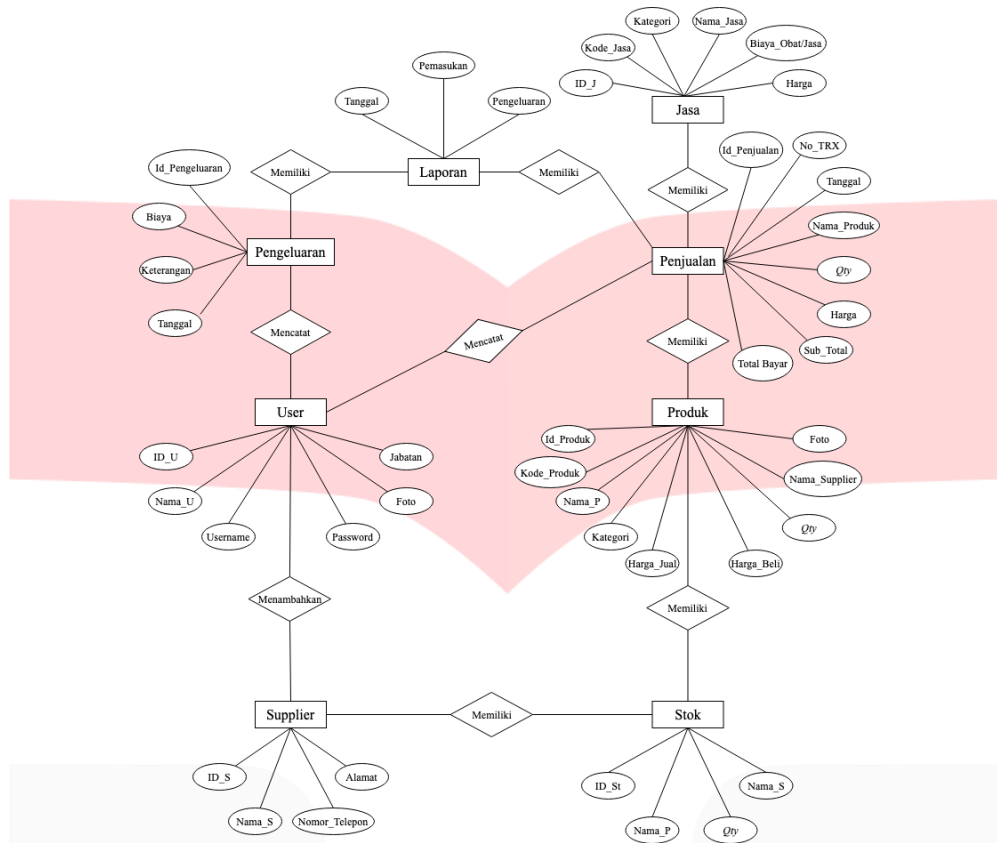 Kategori
Nama_Jasa
Kode_Jasa
Biaya_Obat/Jasa
ID_J
Harga
Jasa
Pemasukan
Tanggal
Pengeluaran
Laporan
Memiliki
Memiliki
Memiliki
Id_Pengeluaran
Biaya
Keterangan
Tanggal
Pengeluaran
Id_Penjualan
No_TRX
Tanggal
Nama_Produk
Qty
Harga
Sub_Total
Total Bayar
Penjualan
Mencatat
Mencatat
Memiliki
User
ID_U
Nama_U
Username
Password
Foto
Jabatan
Produk
Id_Produk
Kode_Produk
Nama_P
Kategori
Harga_Jual
Harga_Beli
Qty
Nama_Supplier
Foto
Menambahkan
Memiliki
Supplier
Memiliki
Stok
ID_S
Nama_S
Nomor_Telepon
Alamat
ID_St
Nama_P
Qty
Nama_S